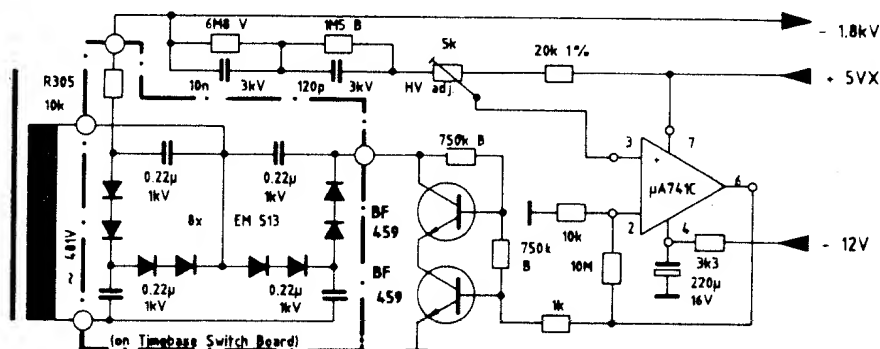 6M8 V
1M5 B
- 1.8kV
5k
20k 1%
R305
10k
10n
3kV
120p
3kV
HV
adj.
+ 5VX
750k B
3
7
+
µA741C
6
0.22µ
1kV
0.22µ
1kV
8x
EM 513
BF
459
750k
B
10k
2
4
- 12V
~ 481V
10M
3k3
220µ
16V
0.22µ
1kV
0.22µ
1kV
BF
459
1k
(on Timebase Switch Board)